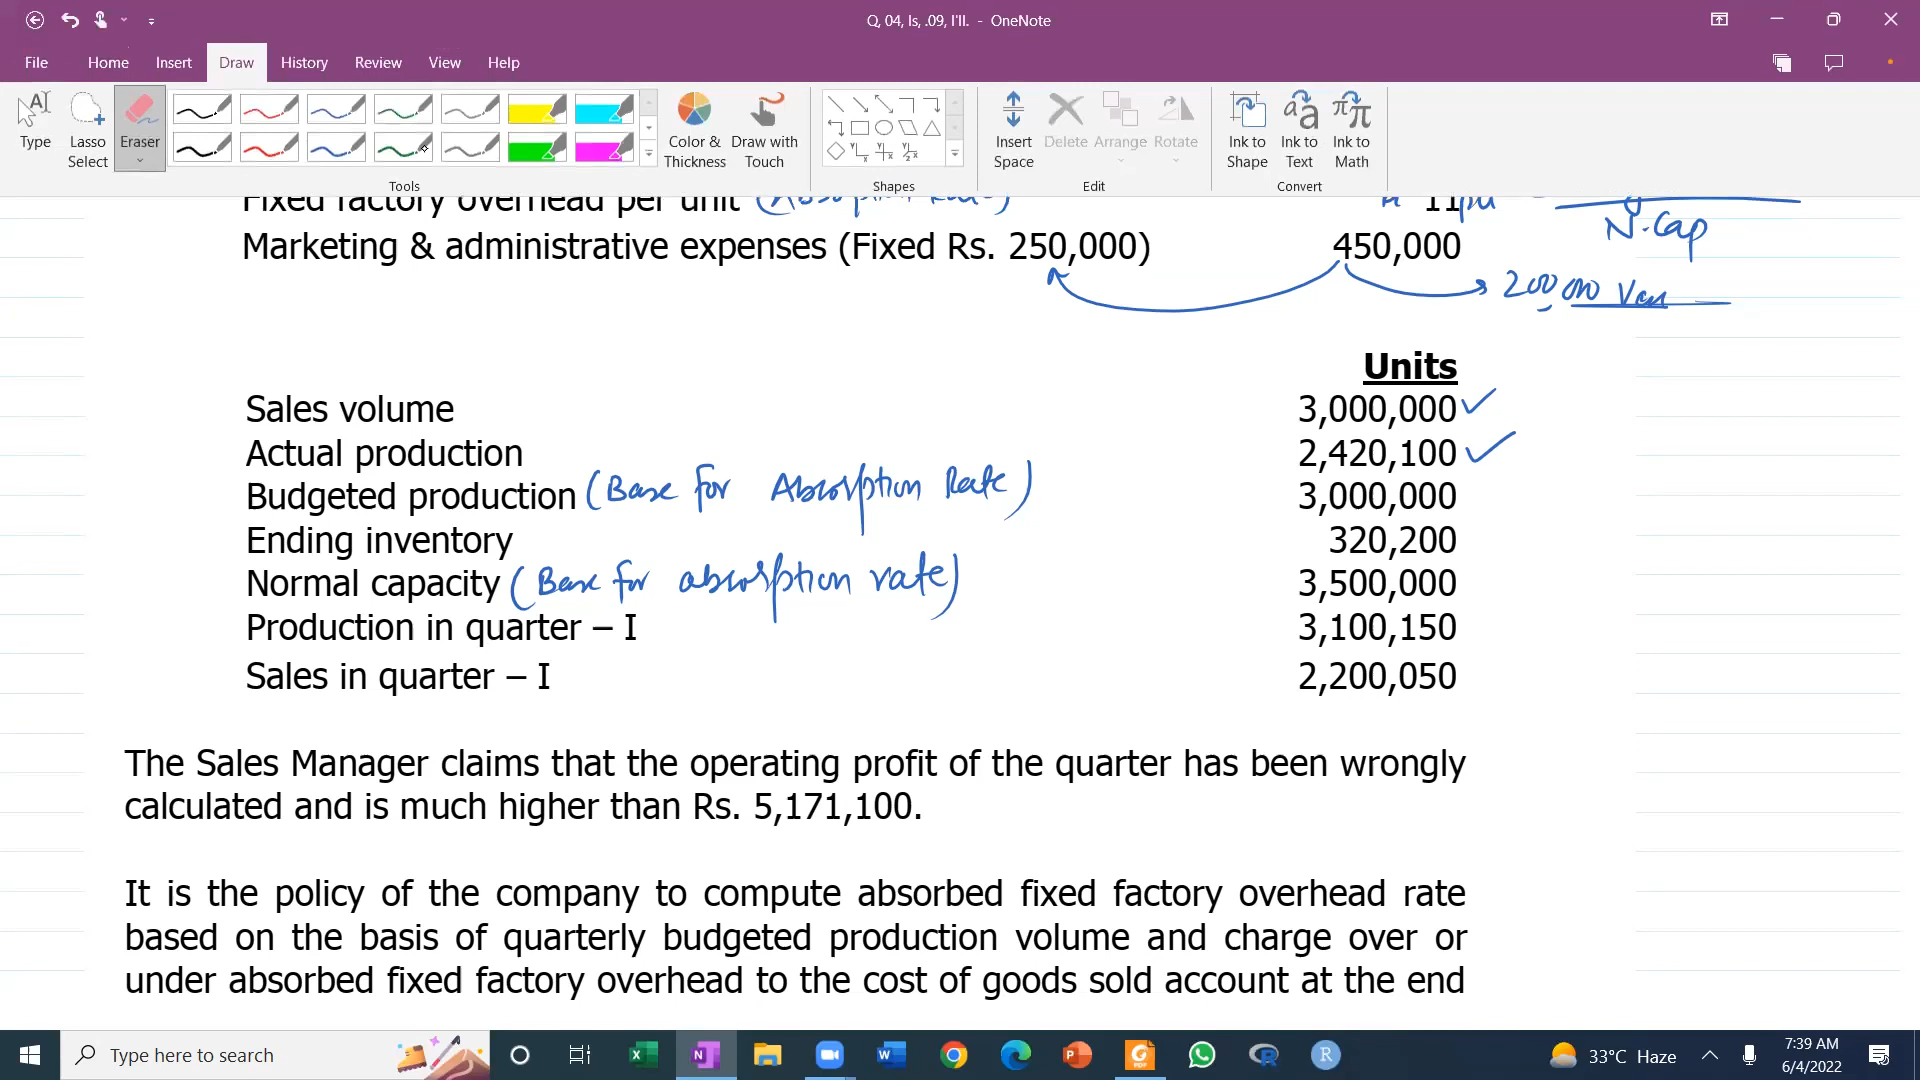 Q, 04, Is, .09, I'll. - OneNote
File Home Insert Draw History Review View Help
Type Lasso Select Eraser Color & Thickness Draw with Touch Insert Space Delete Arrange Rotate Ink to Shape Ink to Text Ink to Math
Tools Shapes Edit Convert
Fixed factory overhead per unit (Absorption Rate) 11
N.Cap
Marketing & administrative expenses (Fixed Rs. 250,000) 450,000
200,000 Var
Units
Sales volume 3,000,000
Actual production 2,420,100
Budgeted production (Base for Absorption Rate) 3,000,000
Ending inventory 320,200
Normal capacity (Base for absorption rate) 3,500,000
Production in quarter – I 3,100,150
Sales in quarter – I 2,200,050
The Sales Manager claims that the operating profit of the quarter has been wrongly
calculated and is much higher than Rs. 5,171,100.
It is the policy of the company to compute absorbed fixed factory overhead rate
based on the basis of quarterly budgeted production volume and charge over or
under absorbed fixed factory overhead to the cost of goods sold account at the end
Type here to search
33°C Haze
7:39 AM
6/4/2022